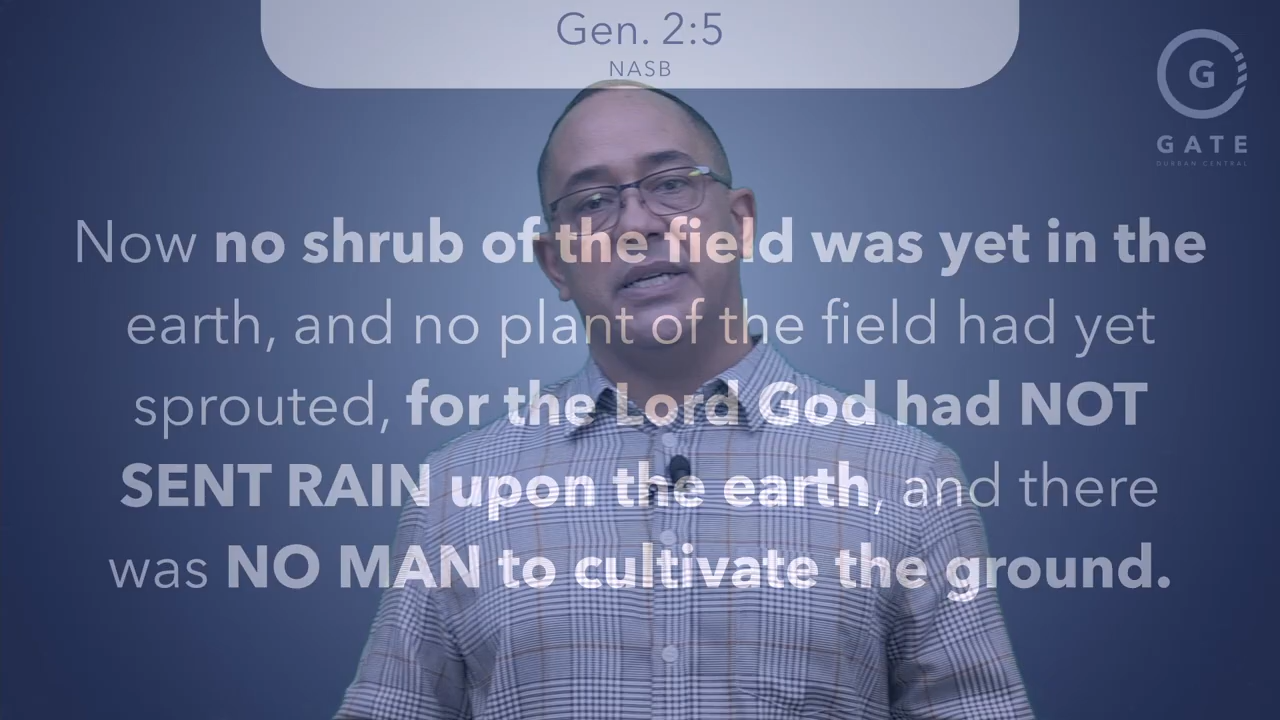 Gen. 2:5
NASB
G
GATE
DURBAN CENTRAL
Now no shrub of the field was yet in the
earth, and no plant of the field had yet
sprouted, for the Lord God had NOT
SENT RAIN upon the earth, and there
was NO MAN to cultivate the ground.